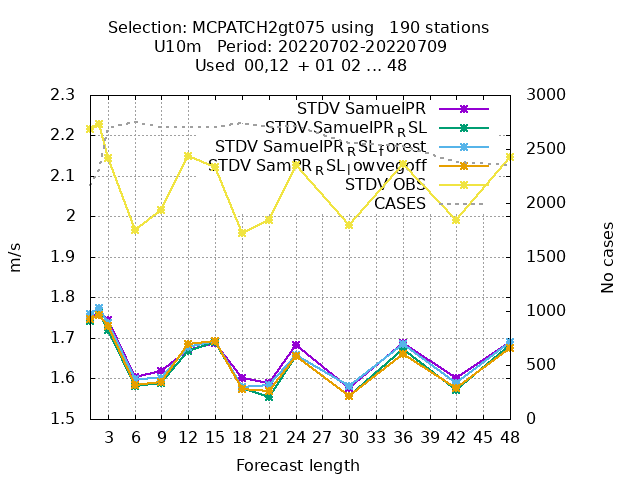 Selection: MCPATCH2gt075 using   190 stations
U10m   Period: 20220702-20220709
Used  00,12  + 01 02 ... 48
2.3
2.2
2.1
2
1.9
1.8
1.7
1.6
1.5
3000
2500
2000
1500
1000
500
0
STDV SamuelPR
STDV SamuelPR_RSL
STDV SamuelPR_RSL_forest
STDV SamPR_RSL_lowvegoff
STDV OBS
CASES
m/s
No cases
3 6 9 12 15 18 21 24 27 30 33 36 39 42 45 48
Forecast length